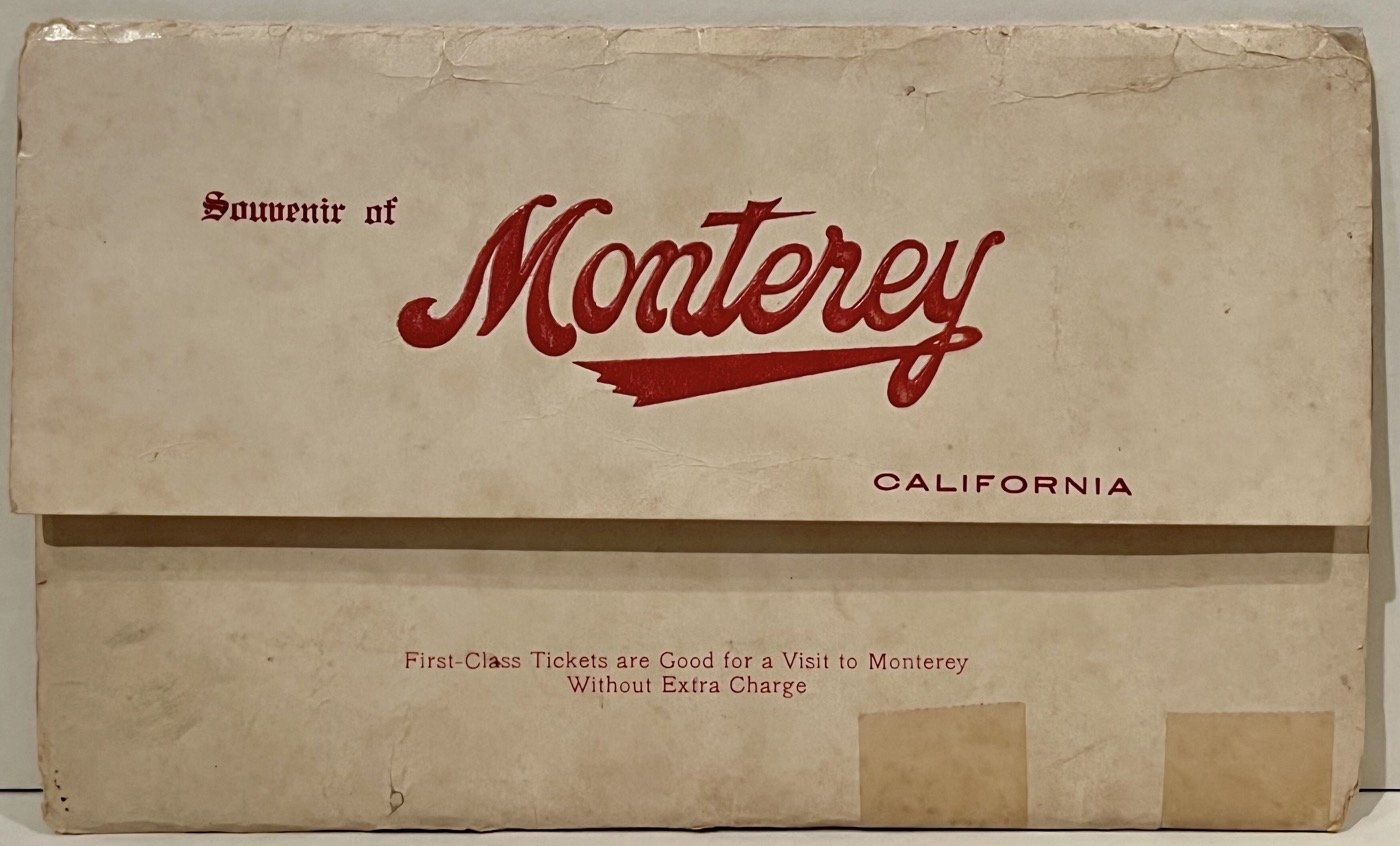 Souvenir of
Monterey
CALIFORNIA
First-Class Tickets are Good for a Visit to Monterey
Without Extra Charge